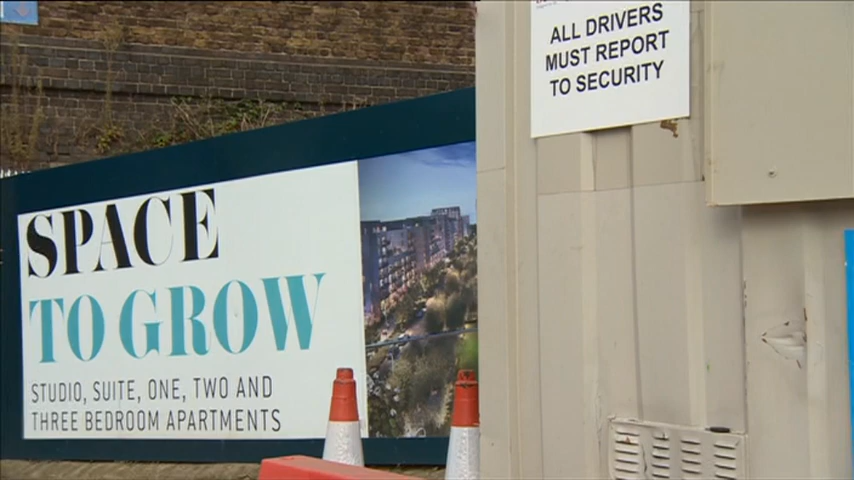 SPACE
TO GROW
STUDIO, SUITE, ONE, TWO AND
THREE BEDROOM APARTMENTS
ALL DRIVERS
MUST REPORT
TO SECURITY